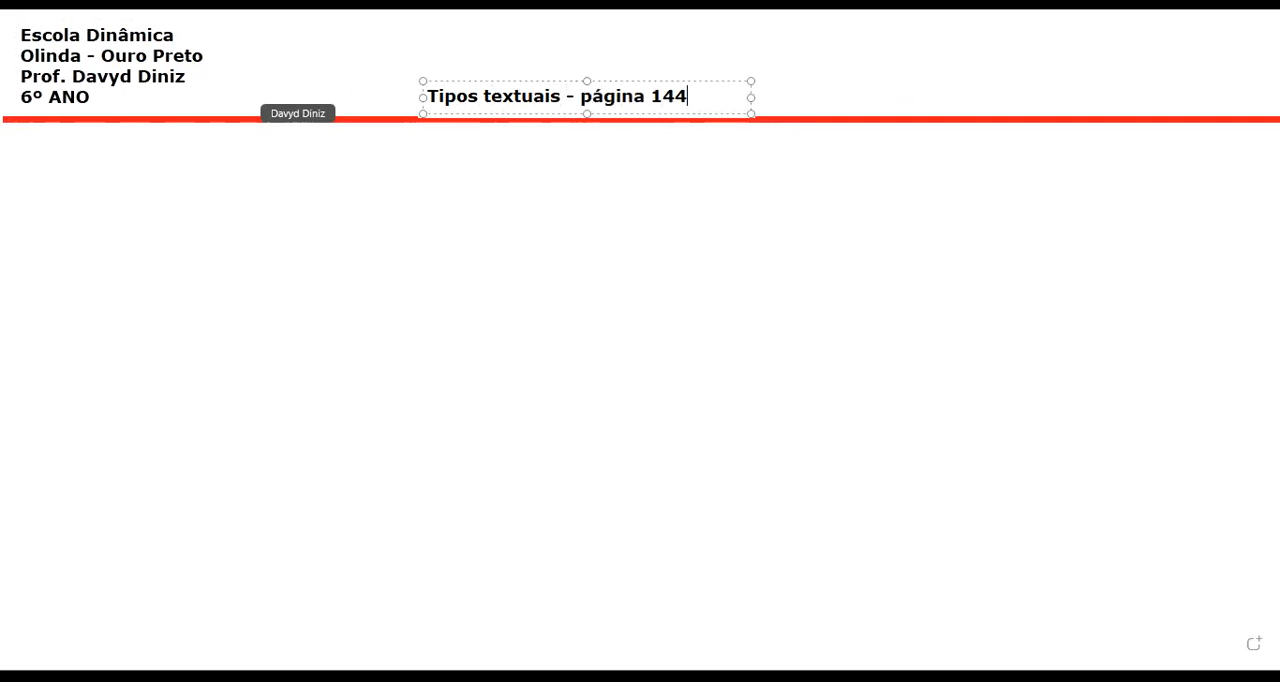 Escola Dinâmica
Olinda - Ouro Preto
Prof. Davyd Diniz
6º ANO
Tipos textuais - página 144
Davyd Diniz